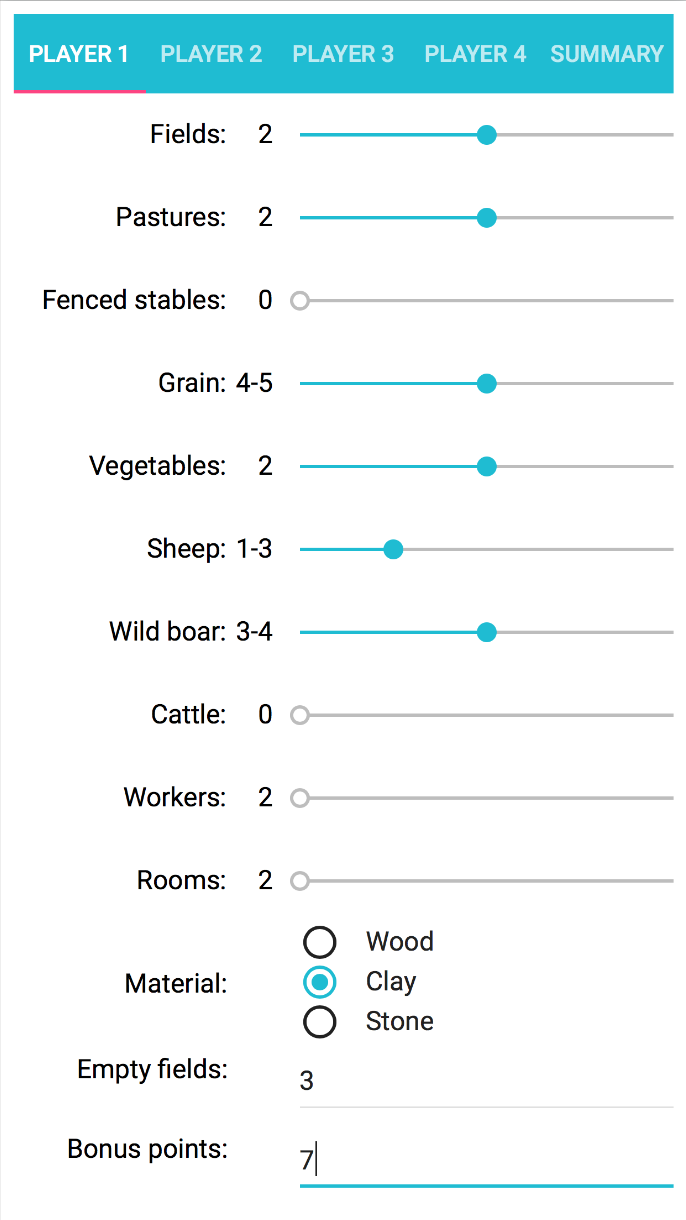 PLAYER 1 PLAYER 2 PLAYER 3 PLAYER 4 SUMMARY
Fields: 2
Pastures: 2
Fenced stables: 0
Grain: 4-5
Vegetables: 2
Sheep: 1-3
Wild boar: 3-4
Cattle: 0
Workers: 2
Rooms: 2
Wood
Material: Clay
Stone
Empty fields: 3
Bonus points: 7